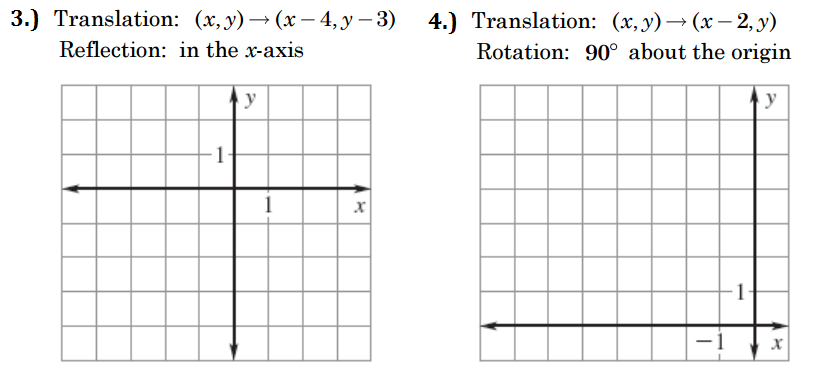 3.) Translation: (x, y) → (x – 4, y – 3)
Reflection: in the x-axis
y
1
1
x
4.) Translation: (x, y) → (x – 2, y)
Rotation: 90° about the origin
y
1
–1
x